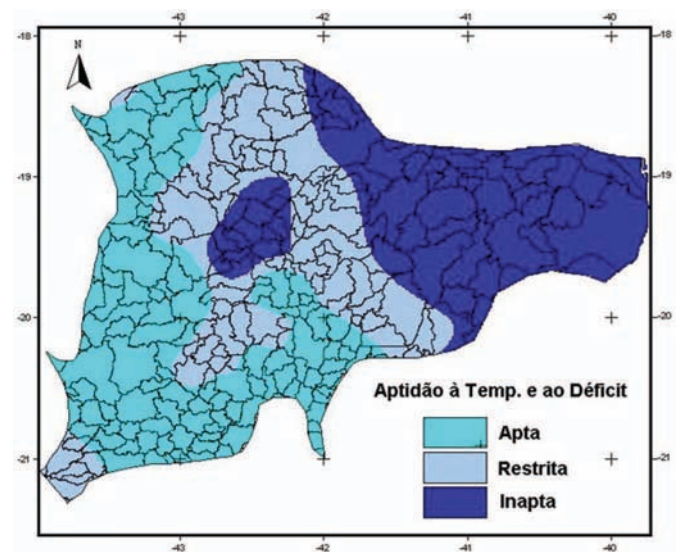 -43 -42 -41 -40
-18 -18
N
-19 -19
-20 -20
Aptidão à Temp. e ao Déficit
Apta
Restrita
Inapta
-21 -21
-43 -42 -41 -40